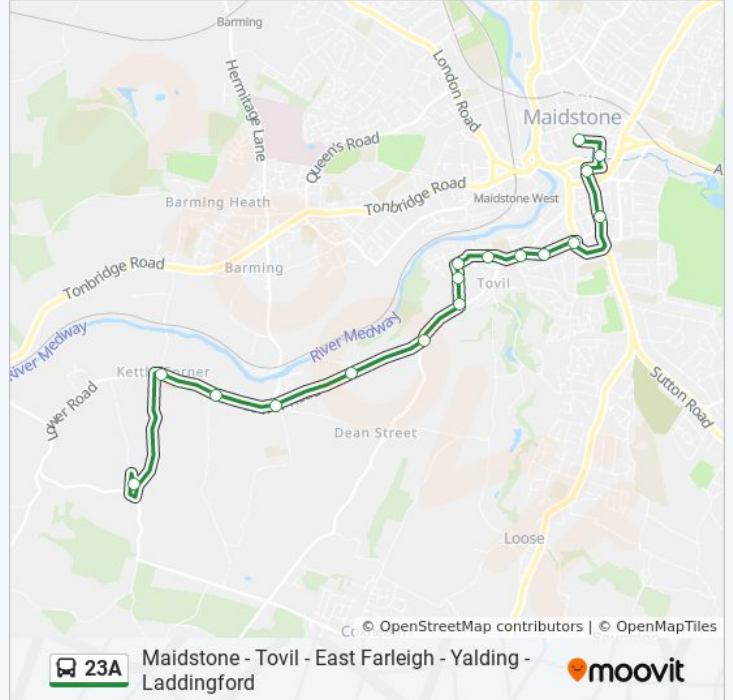 Barming
London Road
Hermitage Lane
Maidstone
Queen's Road
A
Tonbridge Road
Barming Heath
Maidstone West
Tonbridge Road
Barming
Tovil
River Medway
River Medway
Lower Road
Sutton Road
Dean Street
Loose
© OpenStreetMap contributors | © OpenMapTiles
23A
Maidstone - Tovil - East Farleigh - Yalding -
Laddingford
moovit